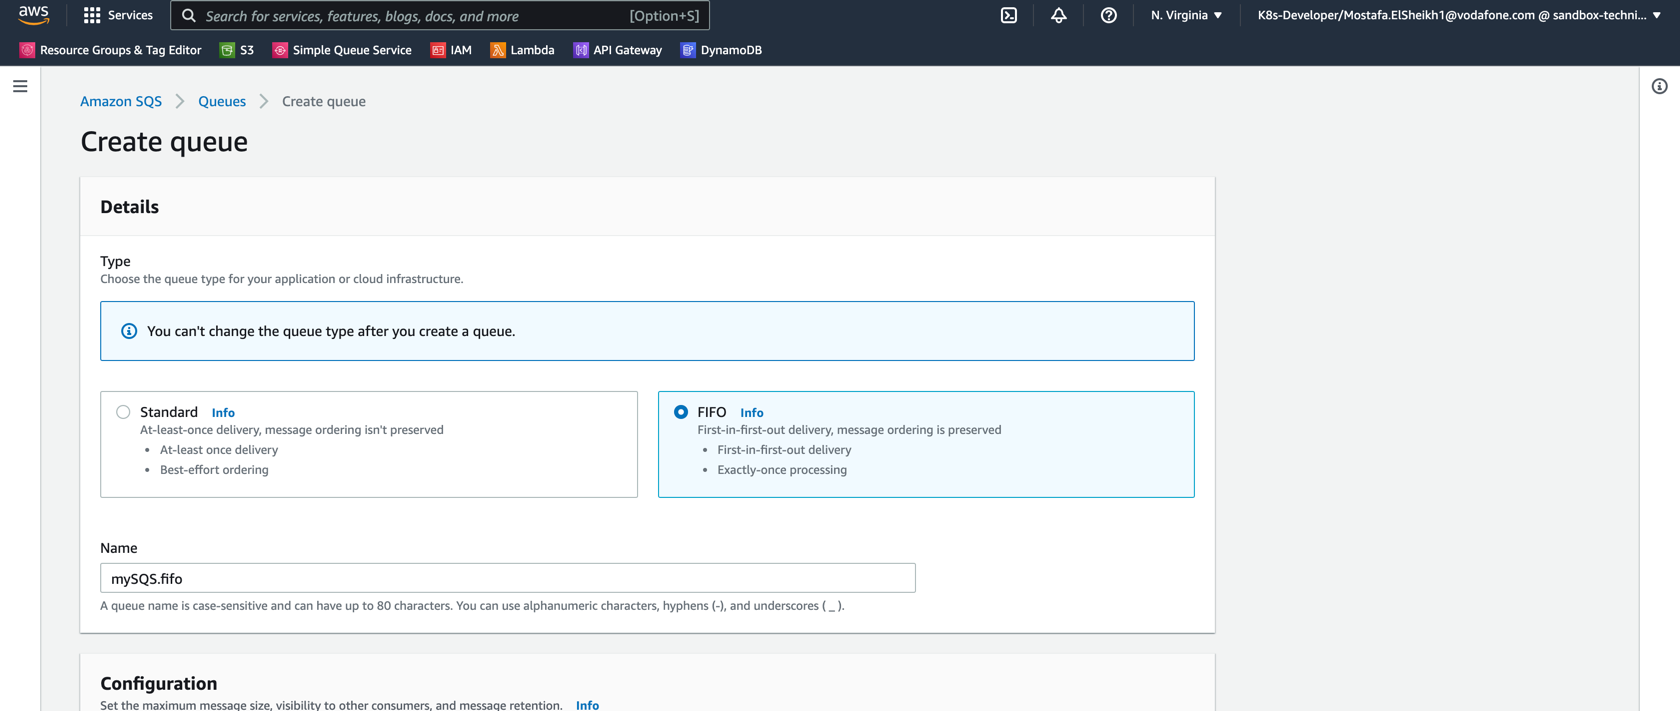 aws Services Search for services, features, blogs, docs, and more [Option+S] N. Virginia K8s-Developer/Mostafa.ElSheikh1@vodafone.com @ sandbox-techni...
Resource Groups & Tag Editor S3 Simple Queue Service IAM Lambda API Gateway DynamoDB
Amazon SQS Queues Create queue
Create queue
Details
Type
Choose the queue type for your application or cloud infrastructure.
You can't change the queue type after you create a queue.
Standard Info
At-least-once delivery, message ordering isn't preserved
• At-least once delivery
• Best-effort ordering
FIFO Info
First-in-first-out delivery, message ordering is preserved
• First-in-first-out delivery
• Exactly-once processing
Name
mySQS.fifo
A queue name is case-sensitive and can have up to 80 characters. You can use alphanumeric characters, hyphens (-), and underscores ( _ ).
Configuration
Set the maximum message size, visibility to other consumers, and message retention. Info